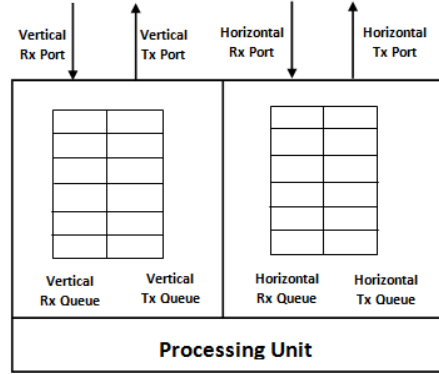 Vertical
Rx Port
Vertical
Tx Port
Horizontal
Rx Port
Horizontal
Tx Port
Vertical
Rx Queue
Vertical
Tx Queue
Horizontal
Rx Queue
Horizontal
Tx Queue
Processing Unit